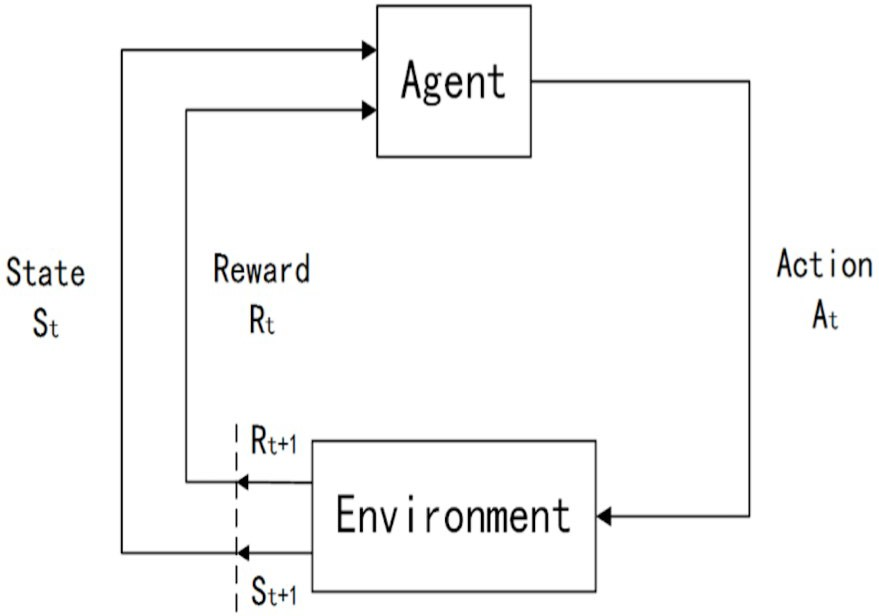 Agent
State
St
Reward
Rt
Action
At
Rt+1
Environment
St+1